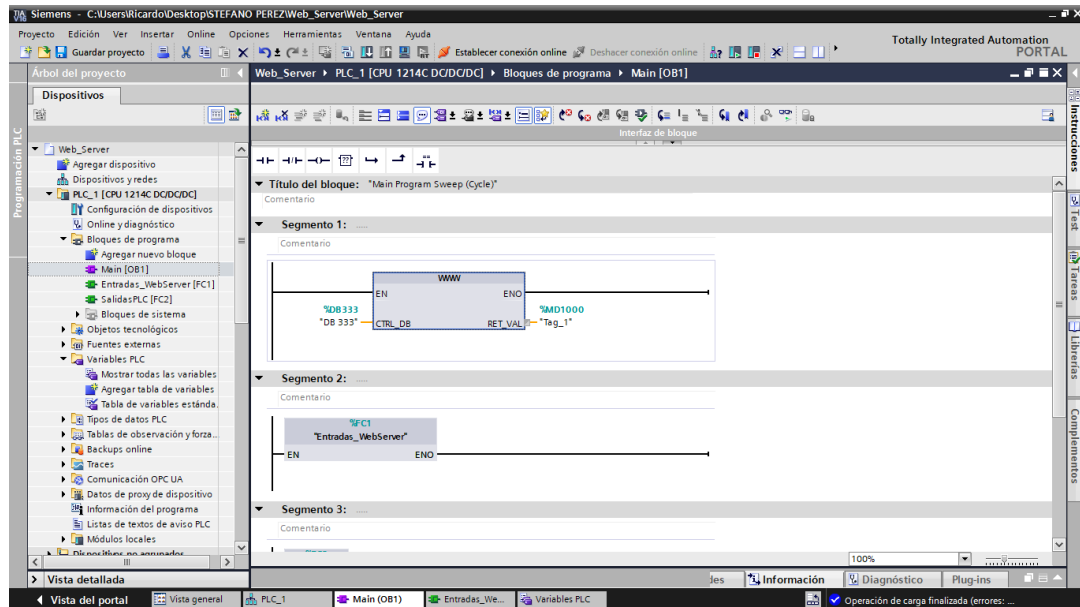 Siemens - C:\Users\Ricardo\Desktop\STEFANO PEREZ\Web_Server\Web_Server
Proyecto Edición Ver Insertar Online Opciones Herramientas Ventana Ayuda
Totally Integrated Automation
PORTAL
Guardar proyecto
Establecer conexión online
Deshacer conexión online
Árbol del proyecto
Web_Server PLC_1 [CPU 1214C DC/DC/DC] Bloques de programa Main [OB1]
Dispositivos
Programación PLC
Web_Server
Agregar dispositivo
Dispositivos y redes
PLC_1 [CPU 1214C DC/DC/DC]
Configuración de dispositivos
Online y diagnóstico
Bloques de programa
Agregar nuevo bloque
Main [OB1]
Entradas_WebServer [FC1]
SalidasPLC [FC2]
Bloques de sistema
Objetos tecnológicos
Fuentes externas
Variables PLC
Mostrar todas las variables
Agregar tabla de variables
Tabla de variables estánda.
Tipos de datos PLC
Tablas de observación y forza...
Backups online
Traces
Comunicación OPC UA
Datos de proxy de dispositivo
Información del programa
Listas de textos de aviso PLC
Módulos locales
Dispositivos no agrupados
Vista detallada
Interfaz de bloque
Título del bloque: "Main Program Sweep (Cycle)"
Comentario
Segmento 1: ....
Comentario
WWW
EN ENO
%DB333
"DB 333" CTRL_DB
%MD1000
RET_VAL "Tag_1"
Segmento 2: ....
Comentario
%FC1
"Entradas_WebServer"
EN ENO
Segmento 3: ....
Comentario
100%
des Información Diagnóstico Plug-ins
Instrucciones
Test
Tareas
Librerías
Complementos
Vista del portal Vista general PLC_1 Main (OB1) Entradas_We... Variables PLC
Operación de carga finalizada (errores: ...